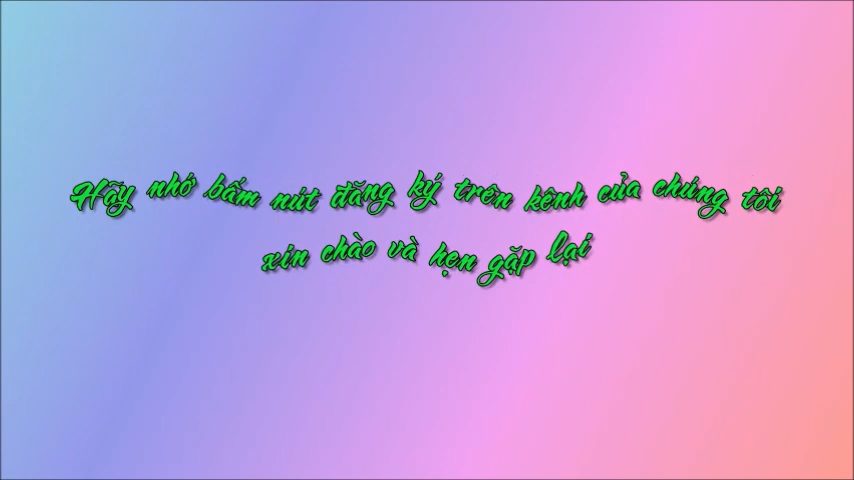 Hãy nhớ bấm nút đăng ký trên kênh của chúng tôi
xin chào và hẹn gặp lại